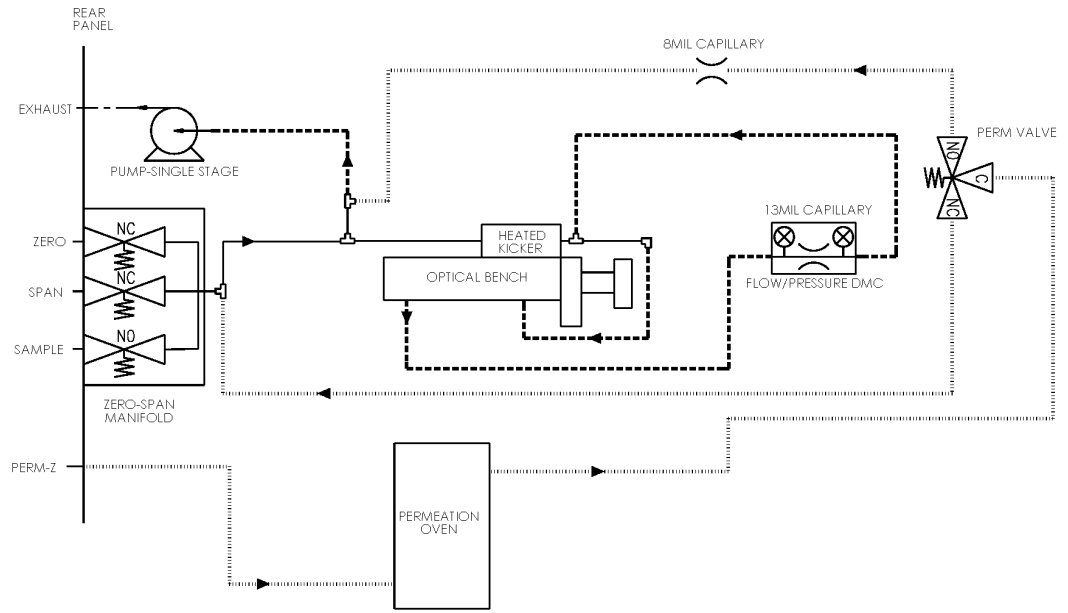 REAR
PANEL
8MIL CAPILLARY
EXHAUST
PUMP-SINGLE STAGE
PERM VALVE
NO
C
NC
13MIL CAPILLARY
FLOW/PRESSURE DMC
ZERO
NC
HEATED
KICKER
OPTICAL BENCH
SPAN
NC
SAMPLE
NO
ZERO-SPAN
MANIFOLD
PERM-Z
PERMEATION
OVEN